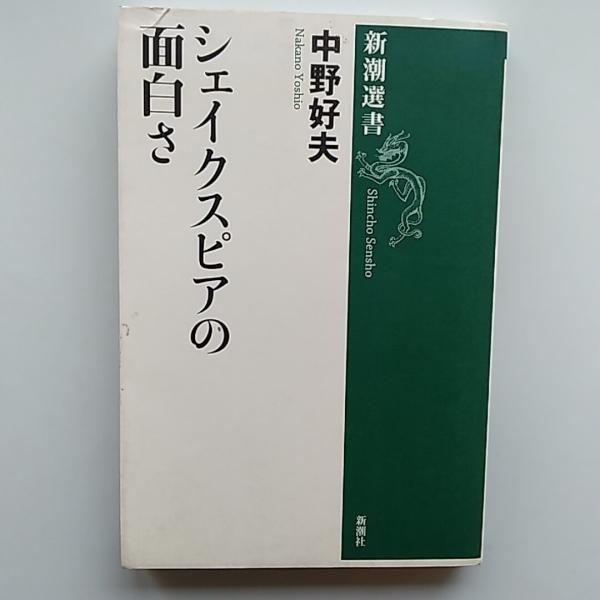 新潮選書
Shincho Sensho
中野好夫
Nakano Yoshio
シェイクスピアの
面白さ
新潮社